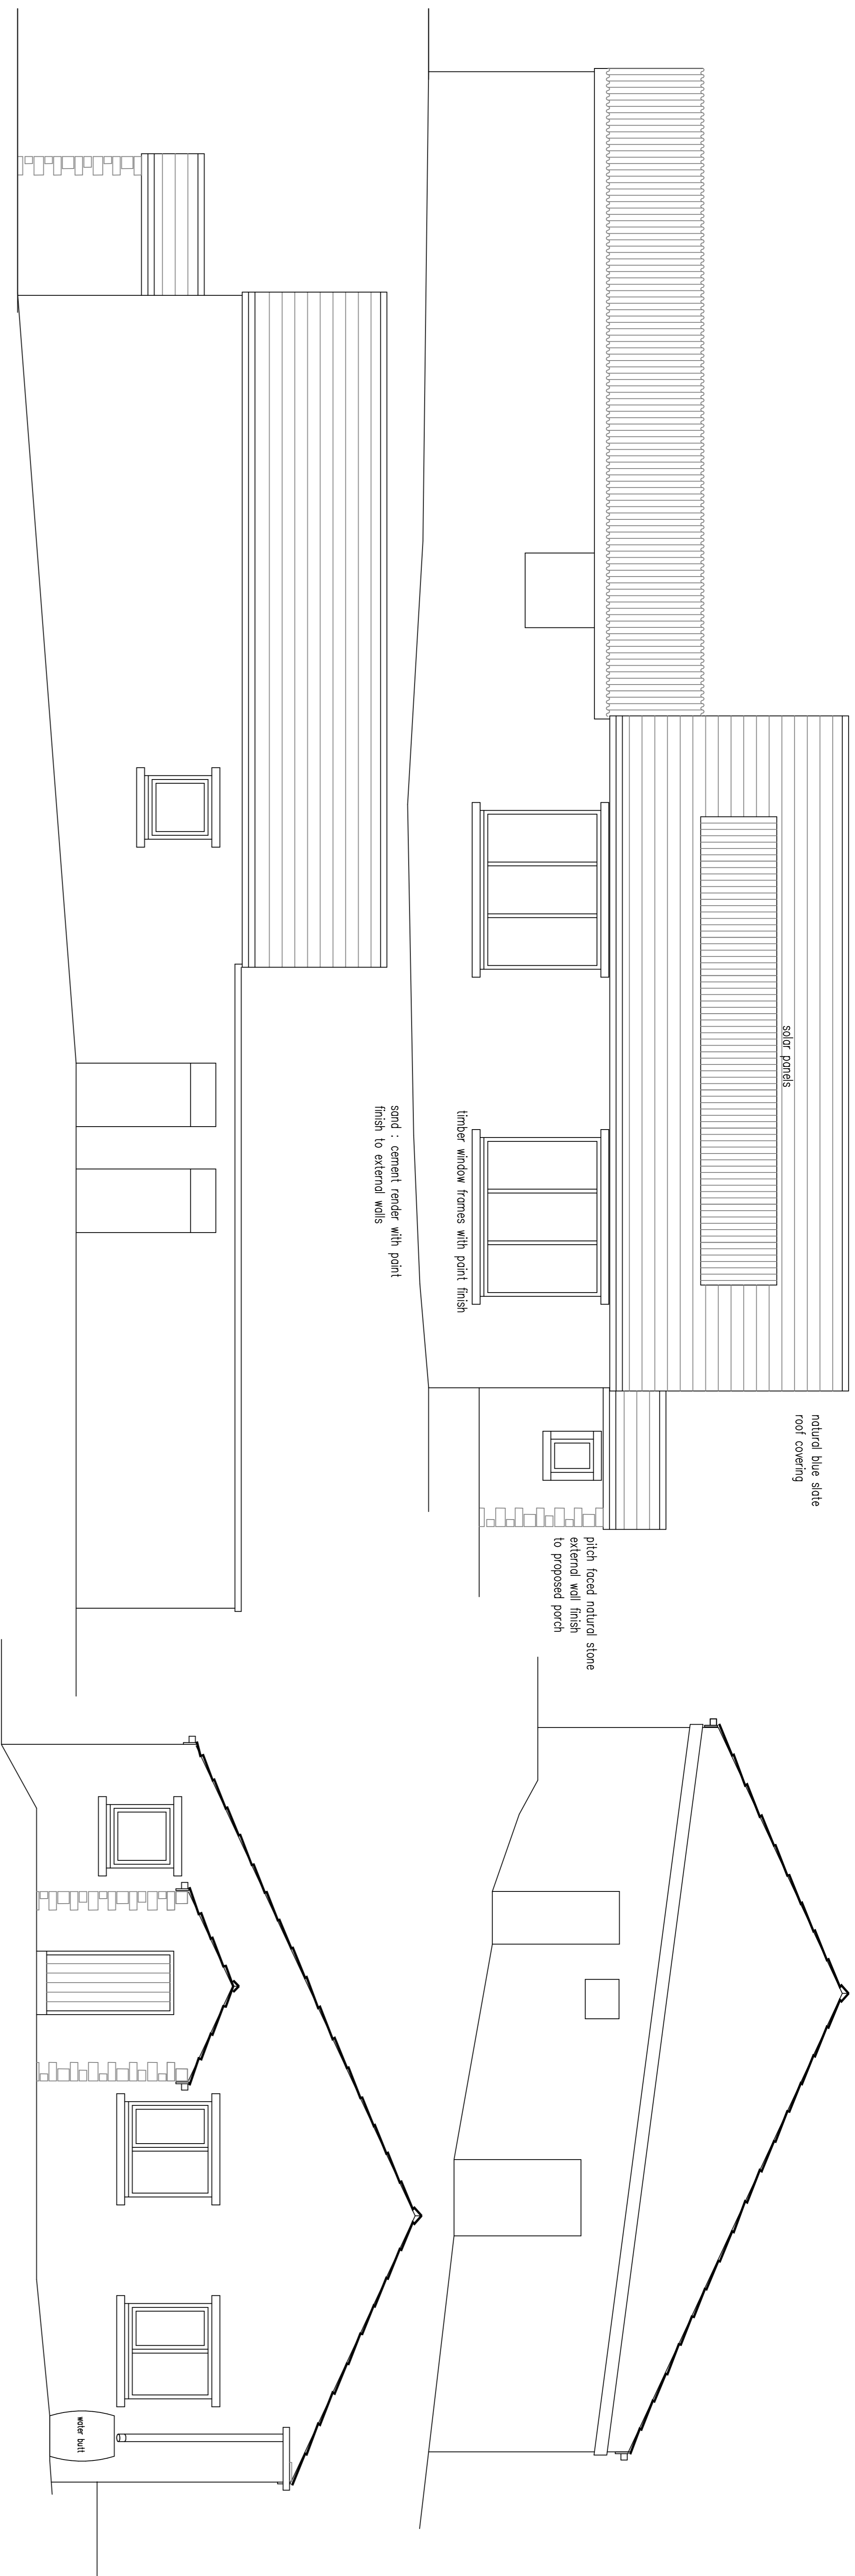 natural blue slate
roof covering
solar panels
pitch faced natural stone
external wall finish
to proposed porch
timber window frames with paint finish
sand : cement render with paint
finish to external walls
water butt